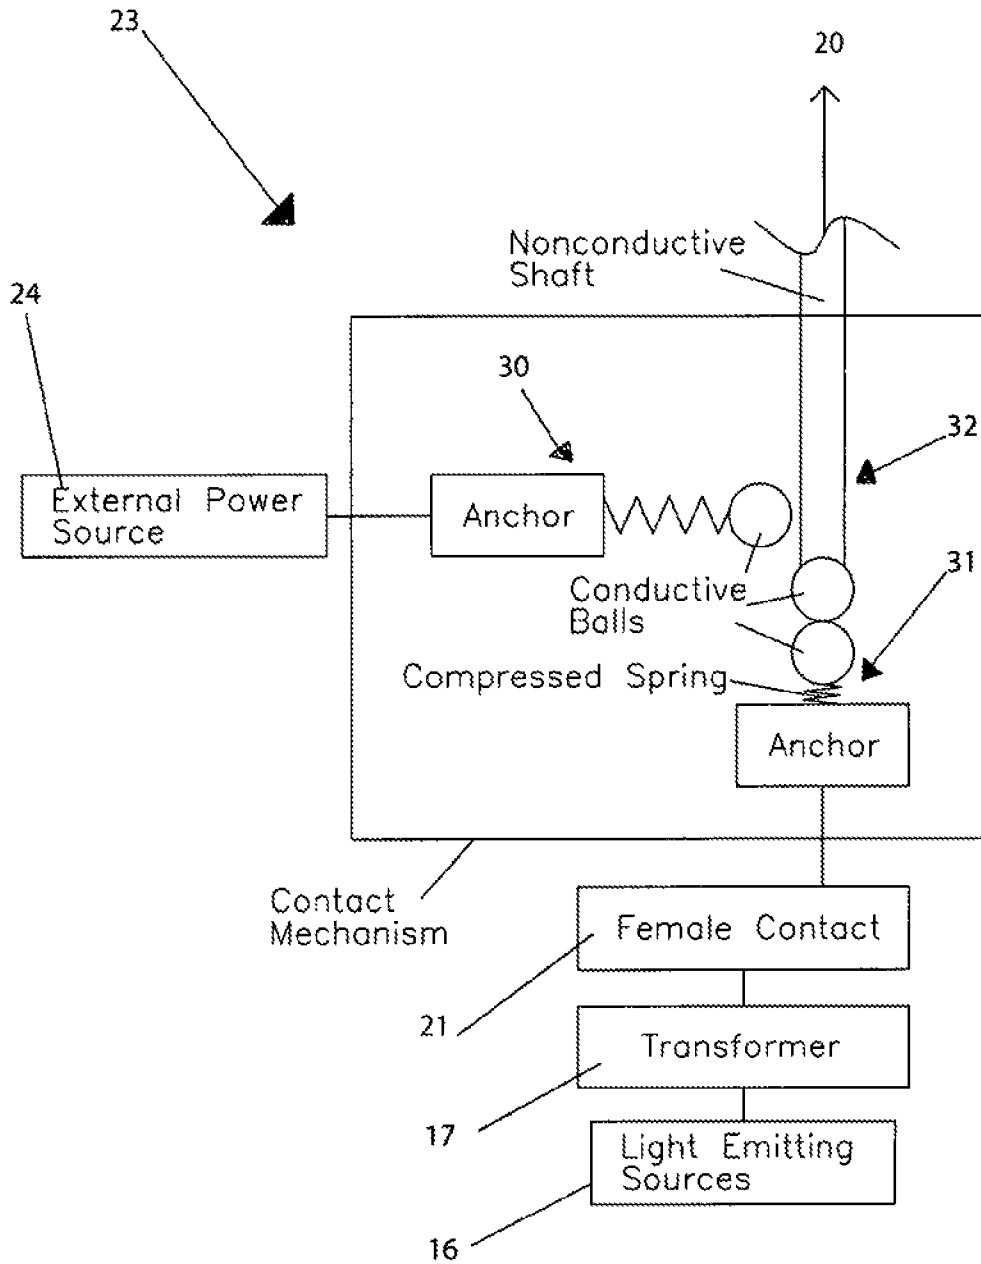 23
20
Nonconductive
Shaft
24
30
32
External Power
Source
Anchor
31
Conductive
Balls
Compressed Spring
Anchor
Contact
Mechanism
Female Contact
21
Transformer
17
Light Emitting
Sources
16